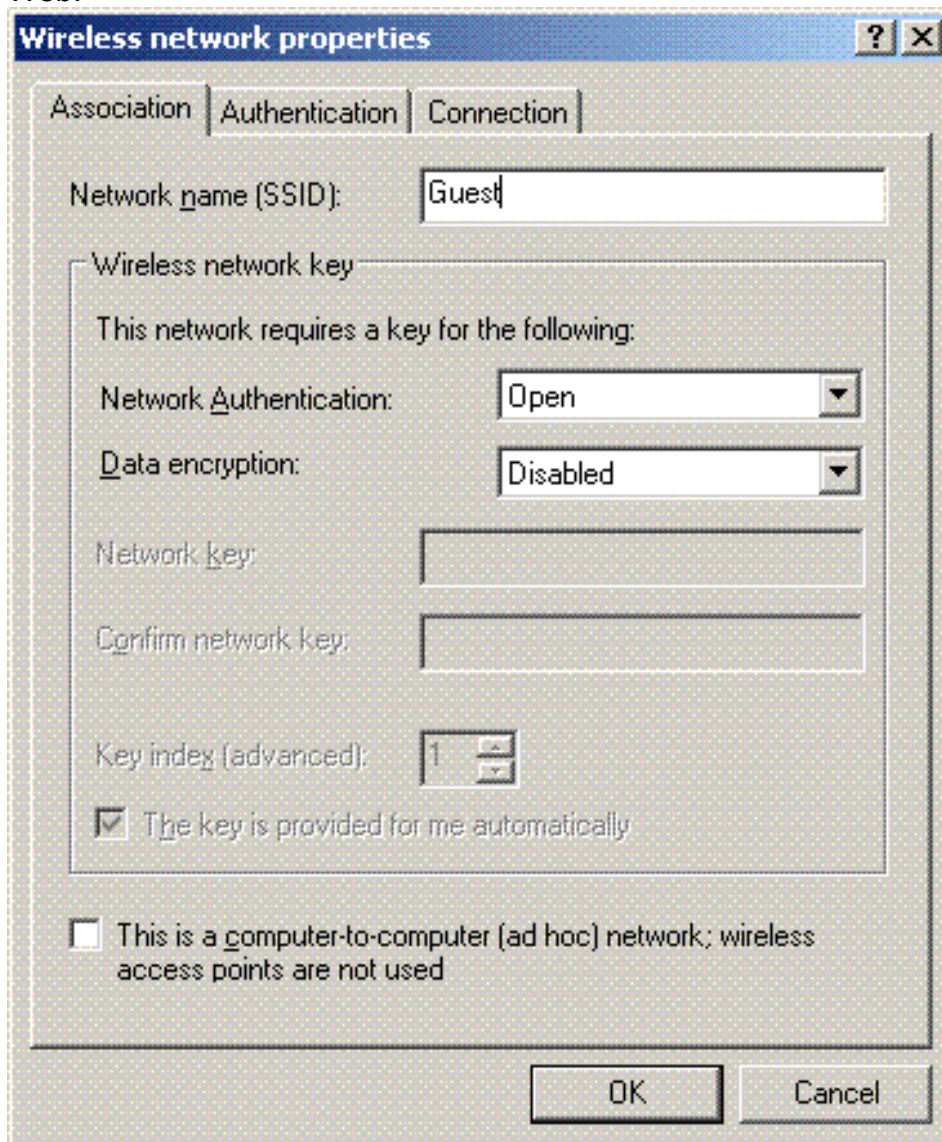 Wireless network properties
Association Authentication Connection
Network name (SSID): Guest
Wireless network key
This network requires a key for the following:
Network Authentication: Open
Data encryption: Disabled
Network key:
Confirm network key:
Key index (advanced): 1
The key is provided for me automatically
This is a computer-to-computer (ad hoc) network; wireless
access points are not used
OK Cancel